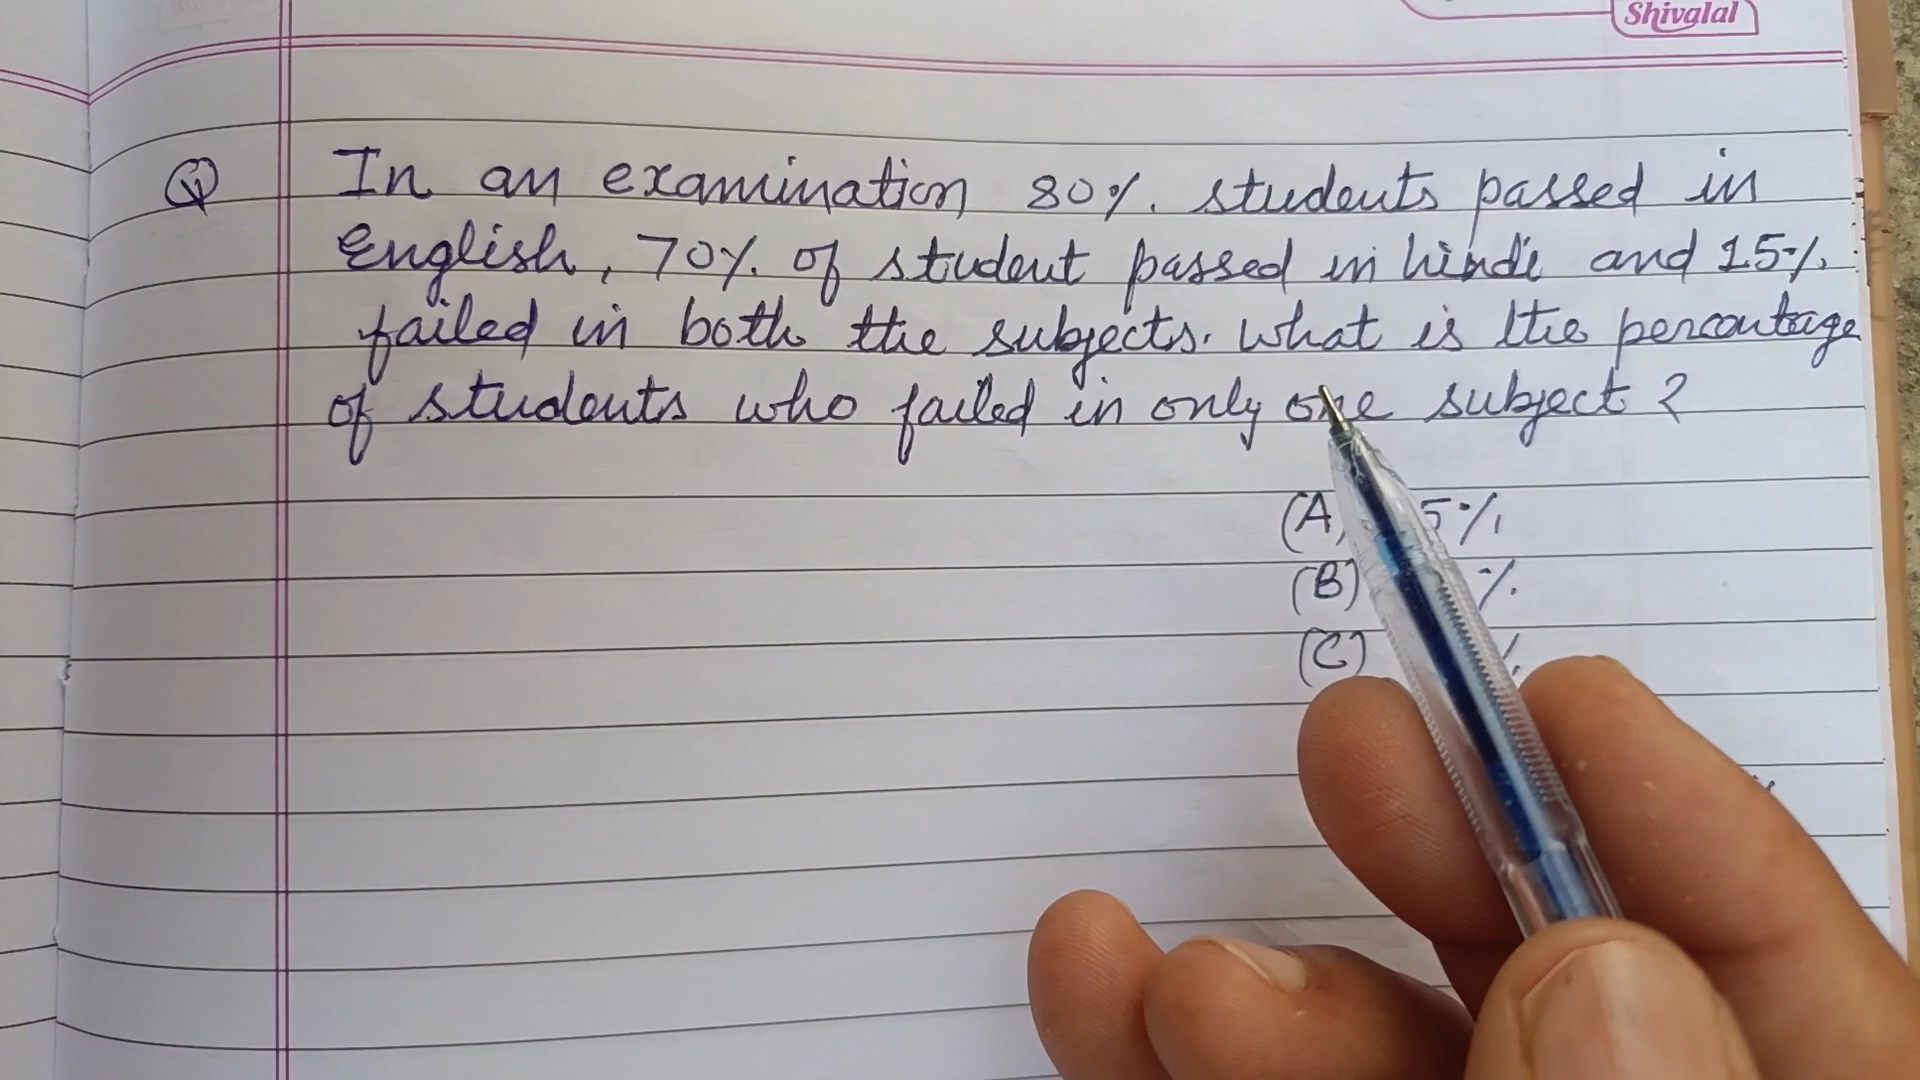 Shivalal
Q In an examination 80%. students passed in
English, 70%. of student passed in hindi and 15%.
failed in both the subjects. What is the percentage
of students who failed in only one subject ?
(A) 5%
(B) %.
(C) %.